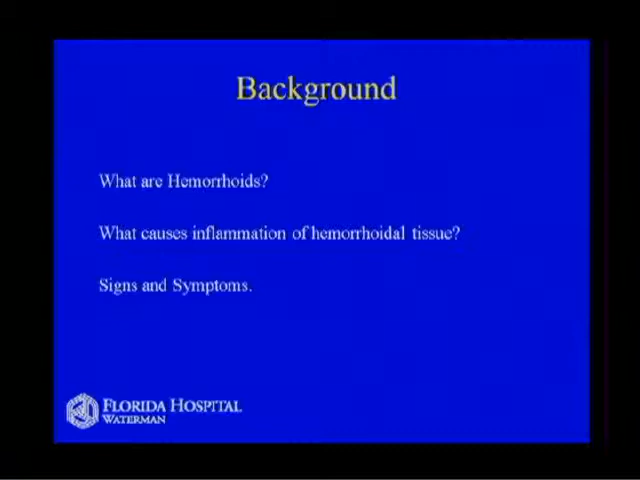 Background
What are Hemorrhoids?
What causes inflammation of hemorrhoidal tissue?
Signs and Symptoms.
FLORIDA HOSPITAL
WATERMAN